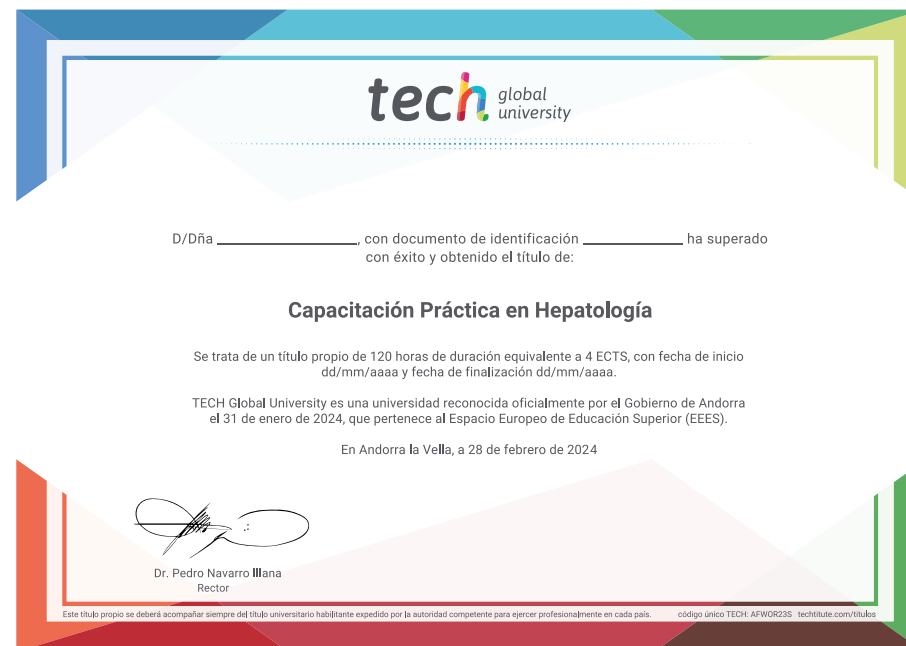 tech global university
D/Dña ____________________, con documento de identificación ______________ ha superado
con éxito y obtenido el título de:
Capacitación Práctica en Hepatología
Se trata de un título propio de 120 horas de duración equivalente a 4 ECTS, con fecha de inicio
dd/mm/aaaa y fecha de finalización dd/mm/aaaa.
TECH Global University es una universidad reconocida oficialmente por el Gobierno de Andorra
el 31 de enero de 2024, que pertenece al Espacio Europeo de Educación Superior (EEES).
En Andorra la Vella, a 28 de febrero de 2024
Dr. Pedro Navarro Illana
Rector
Este título propio se deberá acompañar siempre del título universitario habilitante expedido por la autoridad competente para ejercer profesionalmente en cada país. código único TECH: AFWOR23S techtitute.com/titulos